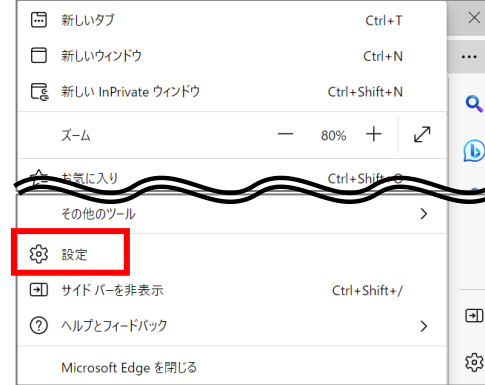 新しいタブ Ctrl+T
新しいウィンドウ Ctrl+N
新しい InPrivate ウィンドウ Ctrl+Shift+N
ズーム 80%
お気に入り Ctrl+Shift+O
その他のツール
設定
サイド バーを非表示 Ctrl+Shift+/
ヘルプとフィードバック
Microsoft Edge を閉じる